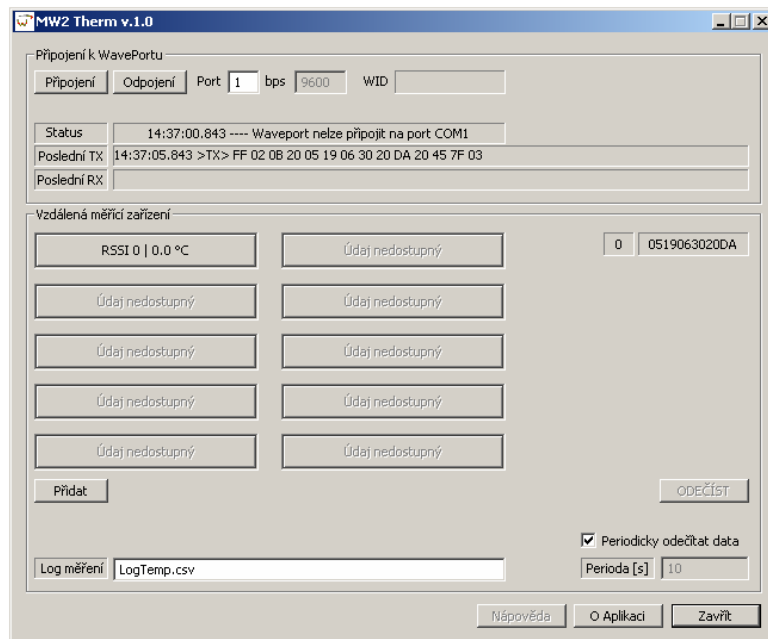 MW2 Therm v.1.0
Připojení k WavePortu
Připojení Odpojení Port 1 bps 9600 WID
Status 14:37:00.843 ---- Waveport nelze připojit na port COM1
Poslední TX 14:37:05.843 >TX> FF 02 0B 20 05 19 06 30 20 DA 20 45 7F 03
Poslední RX
Vzdálená měřící zařízení
RSSI 0 | 0.0 °C Údaj nedostupný 0 0519063020DA
Údaj nedostupný Údaj nedostupný
Údaj nedostupný Údaj nedostupný
Údaj nedostupný Údaj nedostupný
Údaj nedostupný Údaj nedostupný
Přidat ODEČÍST
Periodicky odečítat data
Log měření LogTemp.csv Perioda [s] 10
Nápověda O Aplikaci Zavřít